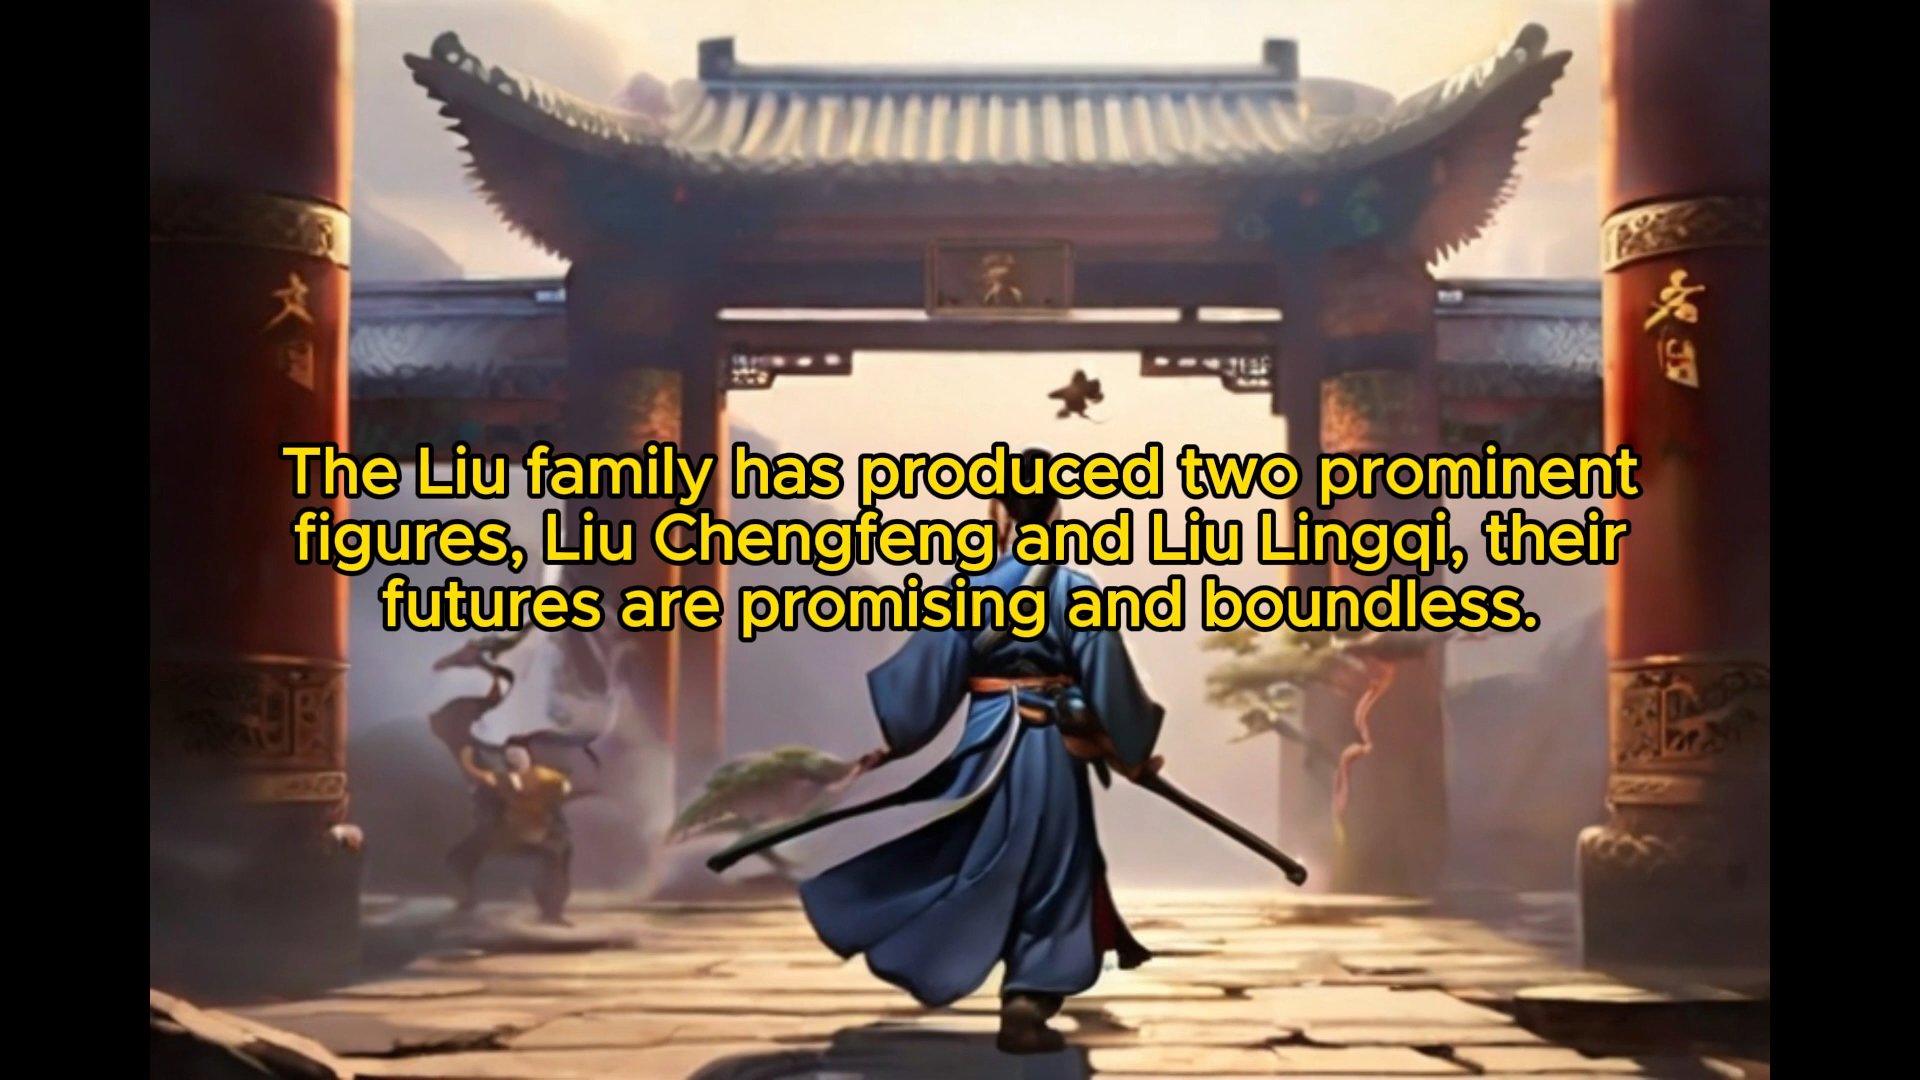 The Liu family has produced two prominent
figures, Liu Chengfeng and Liu Lingqi, their
futures are promising and boundless.